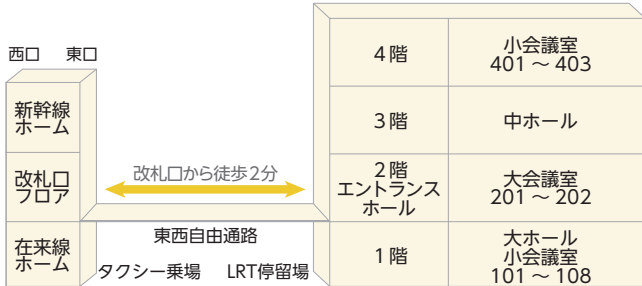 西口 東口
新幹線
ホーム
改札口
フロア
在来線
ホーム
改札口から徒歩2分
東西自由通路
タクシー乗場 LRT停留場
4階
小会議室
401～403
3階
中ホール
2階
エントランス
ホール
大会議室
201～202
1階
大ホール
小会議室
101～108